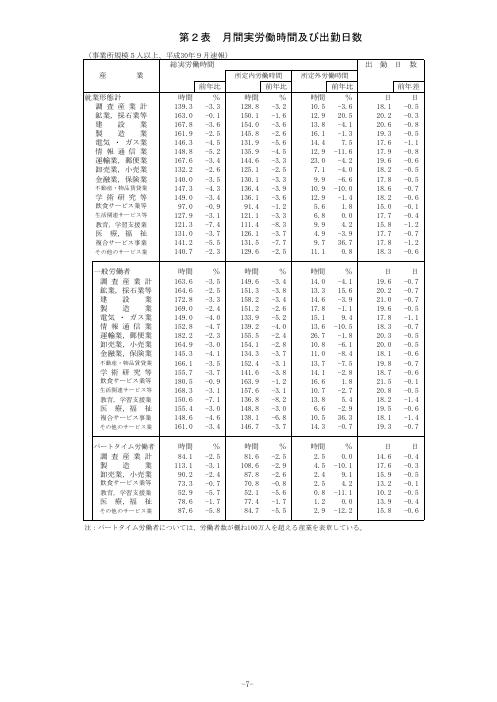 第２表　月間実労働時間及び出勤日数
（事業所規模５人以上、平成30年９月速報）
産　　業　総実労働時間　出　勤　日　数
所定内労働時間　所定外労働時間
前年比　前年比　前年比　前年差
就業形態計　時間　％　時間　％　時間　％　日　日
調 査 産 業 計　139.3　-3.3　128.8　-3.2　10.5　-3.6　18.1　-0.5
鉱業，採石業等　163.0　-0.1　150.1　-1.6　12.9　20.5　20.2　-0.3
建　設　業　167.8　-3.6　154.0　-3.6　13.8　-4.1　20.6　-0.8
製　造　業　161.9　-2.5　145.8　-2.6　16.1　-1.3　19.3　-0.5
電気 ・ ガス業　146.3　-4.5　131.9　-5.6　14.4　7.5　17.6　-1.1
情 報 通 信 業　148.8　-5.2　135.9　-4.5　12.9　-11.6　17.9　-0.8
運輸業，郵便業　167.6　-3.4　144.6　-3.3　23.0　-4.2　19.6　-0.6
卸売業，小売業　132.2　-2.6　125.1　-2.5　7.1　-4.0　18.2　-0.5
金融業，保険業　140.0　-3.5　130.1　-3.3　9.9　-6.6　17.8　-0.5
不動産・物品賃貸業　147.3　-4.3　136.4　-3.9　10.9　-10.0　18.6　-0.7
学 術 研 究 等　149.0　-3.4　136.1　-3.6　12.9　-1.4　18.2　-0.6
飲食サービス業等　97.0　-0.9　91.4　-1.2　5.6　1.8　15.0　-0.1
生活関連サービス等　127.9　-3.1　121.1　-3.3　6.8　0.0　17.7　-0.4
教育，学習支援業　121.3　-7.4　111.4　-8.3　9.9　4.2　15.8　-1.2
医　療，福　祉　131.0　-3.7　126.1　-3.7　4.9　-3.9　17.7　-0.7
複合サービス事業　141.2　-5.5　131.5　-7.7　9.7　36.7　17.8　-1.2
その他のサービス業　140.7　-2.3　129.6　-2.5　11.1　0.8　18.3　-0.6
一般労働者　時間　％　時間　％　時間　％　日　日
調 査 産 業 計　163.6　-3.5　149.6　-3.4　14.0　-4.1　19.6　-0.7
鉱業，採石業等　164.6　-2.5　151.3　-3.8　13.3　15.6　20.2　-0.7
建　設　業　172.8　-3.3　158.2　-3.4　14.6　-3.9　21.0　-0.7
製　造　業　169.0　-2.4　151.2　-2.6　17.8　-1.1　19.6　-0.5
電気 ・ ガス業　149.0　-4.0　133.9　-5.2　15.1　9.4　17.8　-1.1
情 報 通 信 業　152.8　-4.7　139.2　-4.0　13.6　-10.5　18.3　-0.7
運輸業，郵便業　182.2　-2.3　155.5　-2.4　26.7　-1.8　20.3　-0.5
卸売業，小売業　164.9　-3.0　154.1　-2.8　10.8　-6.1　20.0　-0.5
金融業，保険業　145.3　-4.1　134.3　-3.7　11.0　-8.4　18.1　-0.6
不動産・物品賃貸業　166.1　-3.5　152.4　-3.1　13.7　-7.5　19.8　-0.7
学 術 研 究 等　155.7　-3.7　141.6　-3.8　14.1　-2.8　18.7　-0.6
飲食サービス業等　180.5　-0.9　163.9　-1.2　16.6　1.8　21.5　-0.1
生活関連サービス等　168.3　-3.1　157.6　-3.1　10.7　-2.7　20.8　-0.5
教育，学習支援業　150.6　-7.1　136.8　-8.2　13.8　5.4　18.2　-1.4
医　療，福　祉　155.4　-3.0　148.8　-3.0　6.6　-2.9　19.5　-0.6
複合サービス事業　148.6　-4.6　138.1　-6.8　10.5　36.3　18.1　-1.4
その他のサービス業　161.0　-3.4　146.7　-3.7　14.3　-0.7　19.3　-0.7
パートタイム労働者　時間　％　時間　％　時間　％　日　日
調 査 産 業 計　84.1　-2.5　81.6　-2.5　2.5　0.0　14.6　-0.4
製　造　業　113.1　-3.1　108.6　-2.9　4.5　-10.1　17.6　-0.3
卸売業，小売業　90.2　-2.4　87.8　-2.6　2.4　9.1　15.9　-0.5
飲食サービス業等　73.3　-0.7　70.8　-0.8　2.5　4.2　13.2　-0.1
教育，学習支援業　52.9　-5.7　52.1　-5.6　0.8　-11.1　10.2　-0.5
医　療，福　祉　78.6　-1.7　77.4　-1.7　1.2　0.0　13.9　-0.4
その他のサービス業　87.6　-5.8　84.7　-5.5　2.9　-12.2　15.8　-0.6
注：パートタイム労働者については、労働者数が概ね100万人を超える産業を表章している。
-7-